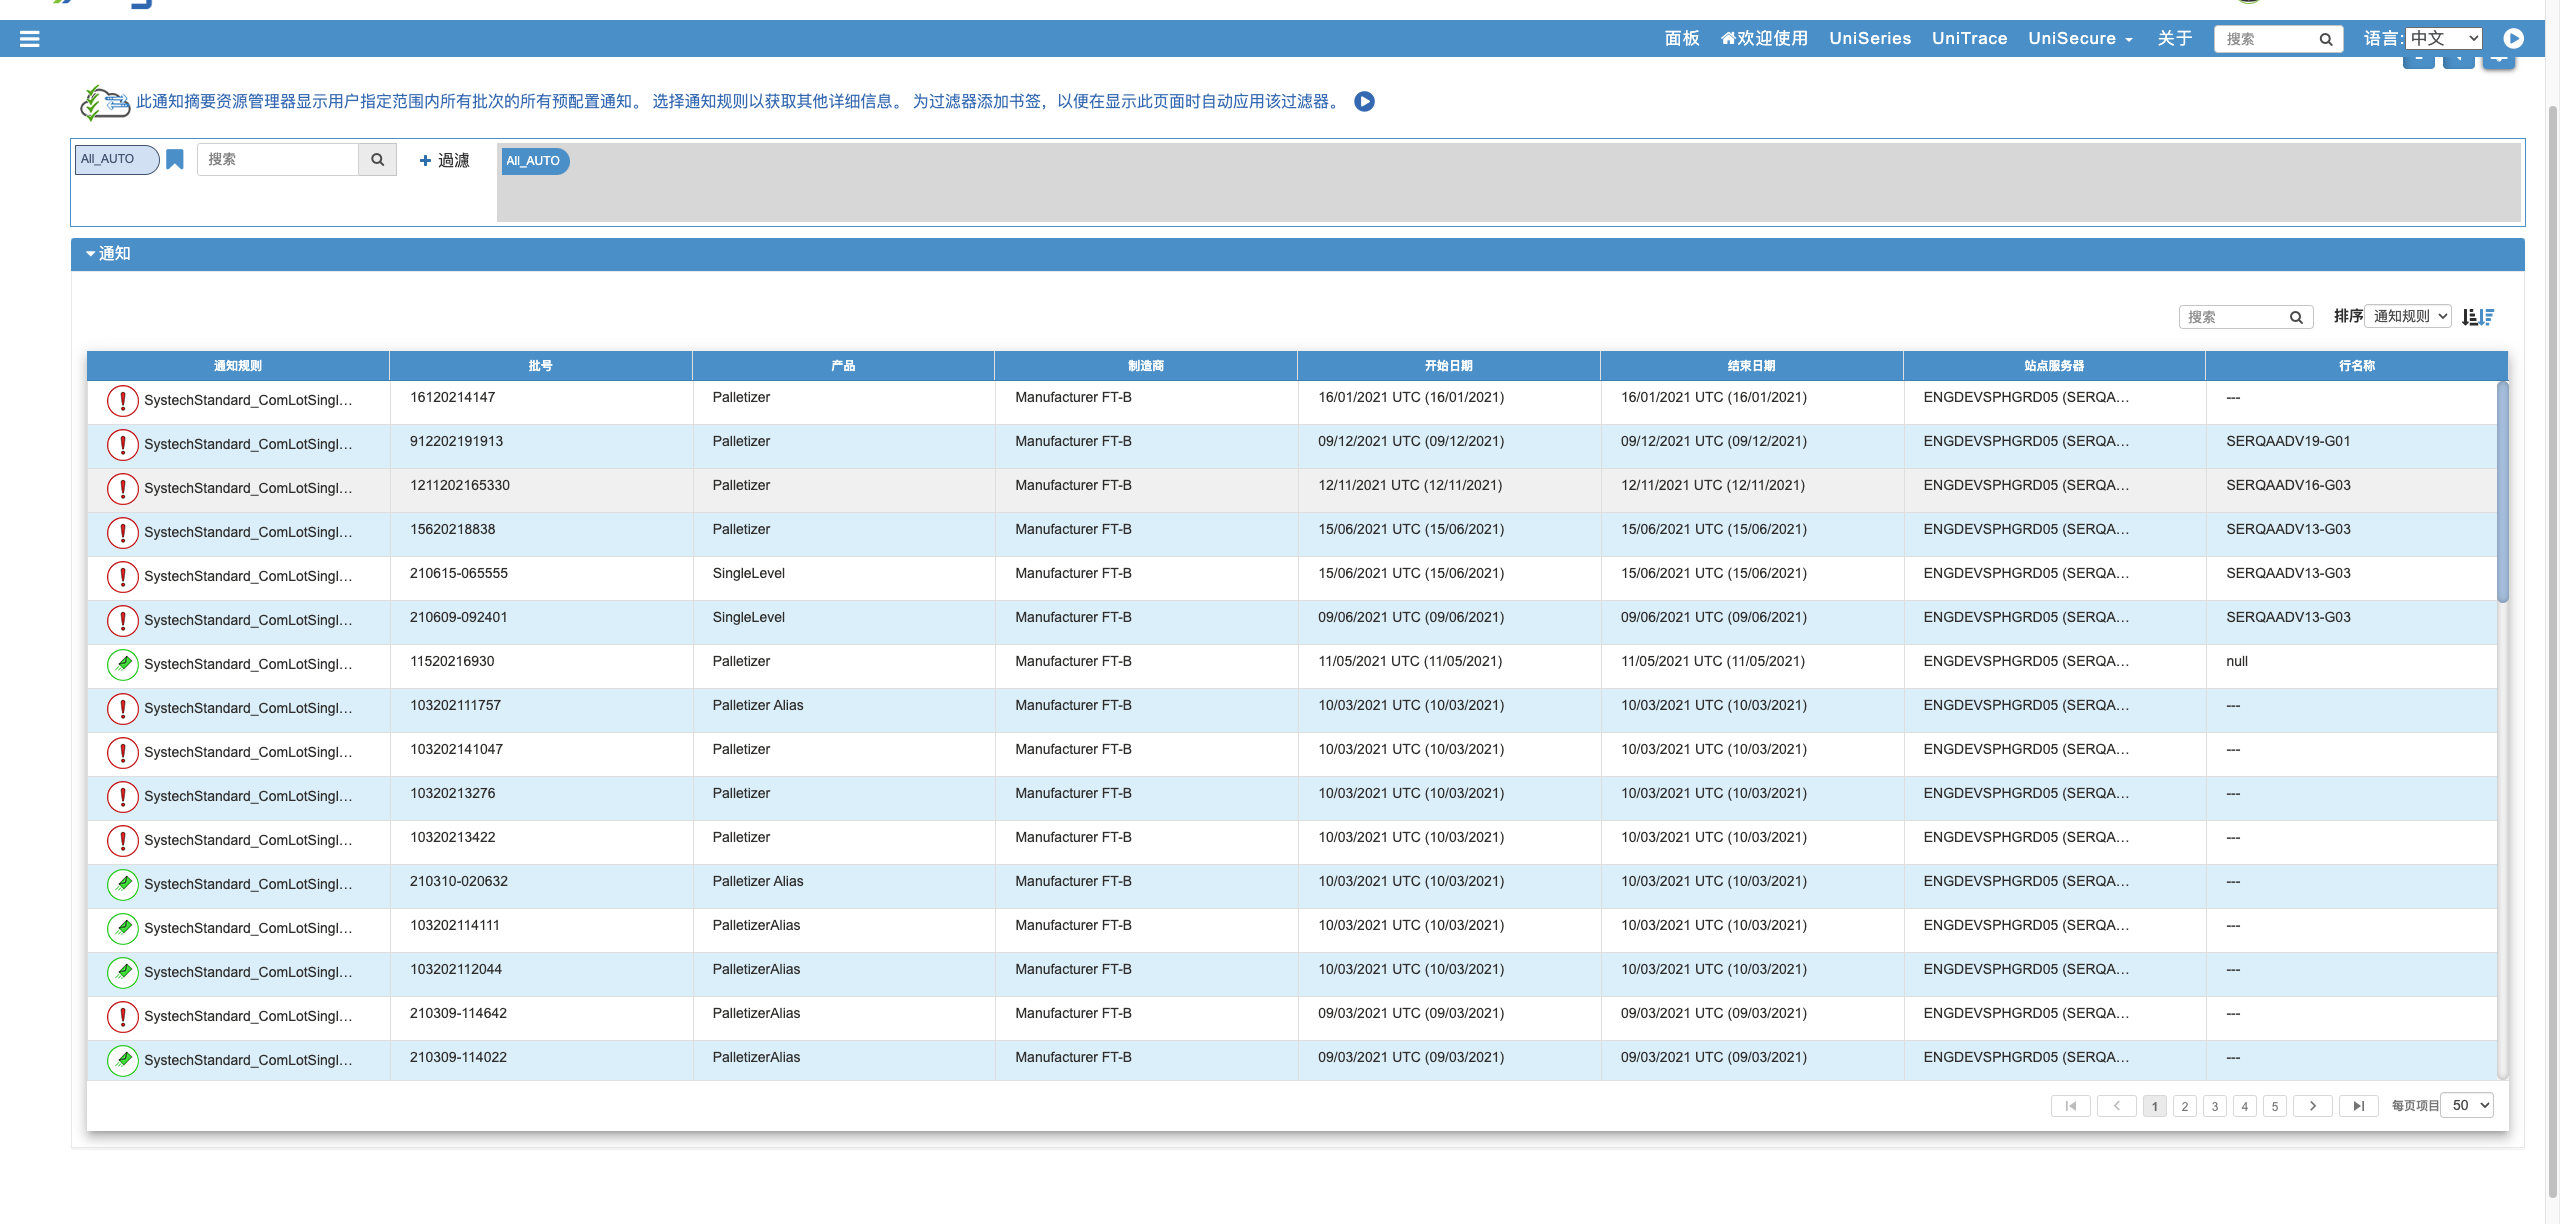 面板 欢迎使用 UniSeries UniTrace UniSecure 关于 搜索 语言: 中文
此通知摘要资源管理器显示用户指定范围内所有批次的所有预配置通知。 选择通知规则以获取其他详细信息。 为过滤器添加书签，以便在显示此页面时自动应用该过滤器。
All_AUTO 搜索 + 過濾 All_AUTO
通知
搜索 排序 通知规则
通知规则 批号 产品 制造商 开始日期 结束日期 站点服务器 行名称
SystechStandard_ComLotSingl... 16120214147 Palletizer Manufacturer FT-B 16/01/2021 UTC (16/01/2021) 16/01/2021 UTC (16/01/2021) ENGDEVSPHGRD05 (SERQA... ---
SystechStandard_ComLotSingl... 912202191913 Palletizer Manufacturer FT-B 09/12/2021 UTC (09/12/2021) 09/12/2021 UTC (09/12/2021) ENGDEVSPHGRD05 (SERQA... SERQAADV19-G01
SystechStandard_ComLotSingl... 1211202165330 Palletizer Manufacturer FT-B 12/11/2021 UTC (12/11/2021) 12/11/2021 UTC (12/11/2021) ENGDEVSPHGRD05 (SERQA... SERQAADV16-G03
SystechStandard_ComLotSingl... 15620218838 Palletizer Manufacturer FT-B 15/06/2021 UTC (15/06/2021) 15/06/2021 UTC (15/06/2021) ENGDEVSPHGRD05 (SERQA... SERQAADV13-G03
SystechStandard_ComLotSingl... 210615-065555 SingleLevel Manufacturer FT-B 15/06/2021 UTC (15/06/2021) 15/06/2021 UTC (15/06/2021) ENGDEVSPHGRD05 (SERQA... SERQAADV13-G03
SystechStandard_ComLotSingl... 210609-092401 SingleLevel Manufacturer FT-B 09/06/2021 UTC (09/06/2021) 09/06/2021 UTC (09/06/2021) ENGDEVSPHGRD05 (SERQA... SERQAADV13-G03
SystechStandard_ComLotSingl... 11520216930 Palletizer Manufacturer FT-B 11/05/2021 UTC (11/05/2021) 11/05/2021 UTC (11/05/2021) ENGDEVSPHGRD05 (SERQA... null
SystechStandard_ComLotSingl... 103202111757 Palletizer Alias Manufacturer FT-B 10/03/2021 UTC (10/03/2021) 10/03/2021 UTC (10/03/2021) ENGDEVSPHGRD05 (SERQA... ---
SystechStandard_ComLotSingl... 103202141047 Palletizer Manufacturer FT-B 10/03/2021 UTC (10/03/2021) 10/03/2021 UTC (10/03/2021) ENGDEVSPHGRD05 (SERQA... ---
SystechStandard_ComLotSingl... 10320213276 Palletizer Manufacturer FT-B 10/03/2021 UTC (10/03/2021) 10/03/2021 UTC (10/03/2021) ENGDEVSPHGRD05 (SERQA... ---
SystechStandard_ComLotSingl... 10320213422 Palletizer Manufacturer FT-B 10/03/2021 UTC (10/03/2021) 10/03/2021 UTC (10/03/2021) ENGDEVSPHGRD05 (SERQA... ---
SystechStandard_ComLotSingl... 210310-020632 Palletizer Alias Manufacturer FT-B 10/03/2021 UTC (10/03/2021) 10/03/2021 UTC (10/03/2021) ENGDEVSPHGRD05 (SERQA... ---
SystechStandard_ComLotSingl... 103202114111 PalletizerAlias Manufacturer FT-B 10/03/2021 UTC (10/03/2021) 10/03/2021 UTC (10/03/2021) ENGDEVSPHGRD05 (SERQA... ---
SystechStandard_ComLotSingl... 103202112044 PalletizerAlias Manufacturer FT-B 10/03/2021 UTC (10/03/2021) 10/03/2021 UTC (10/03/2021) ENGDEVSPHGRD05 (SERQA... ---
SystechStandard_ComLotSingl... 210309-114642 PalletizerAlias Manufacturer FT-B 09/03/2021 UTC (09/03/2021) 09/03/2021 UTC (09/03/2021) ENGDEVSPHGRD05 (SERQA... ---
SystechStandard_ComLotSingl... 210309-114022 PalletizerAlias Manufacturer FT-B 09/03/2021 UTC (09/03/2021) 09/03/2021 UTC (09/03/2021) ENGDEVSPHGRD05 (SERQA... ---
1 2 3 4 5 每页项目 50